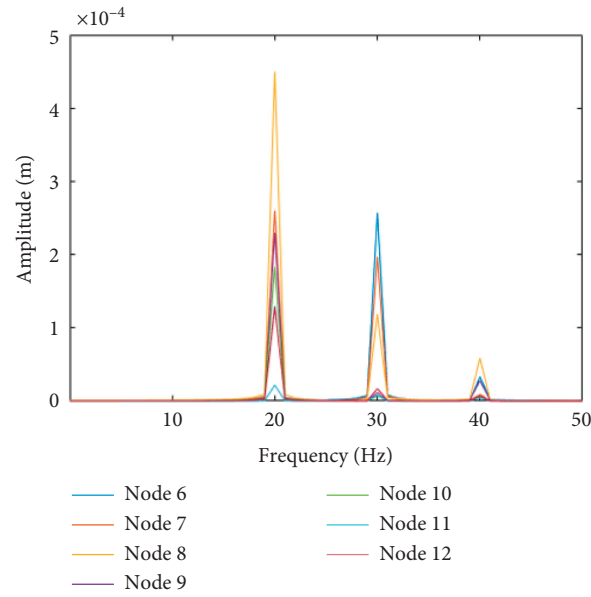 ×10⁻⁴
5
4
3
2
1
0
Amplitude (m)
10 20 30 40 50
Frequency (Hz)
Node 6
Node 7
Node 8
Node 9
Node 10
Node 11
Node 12